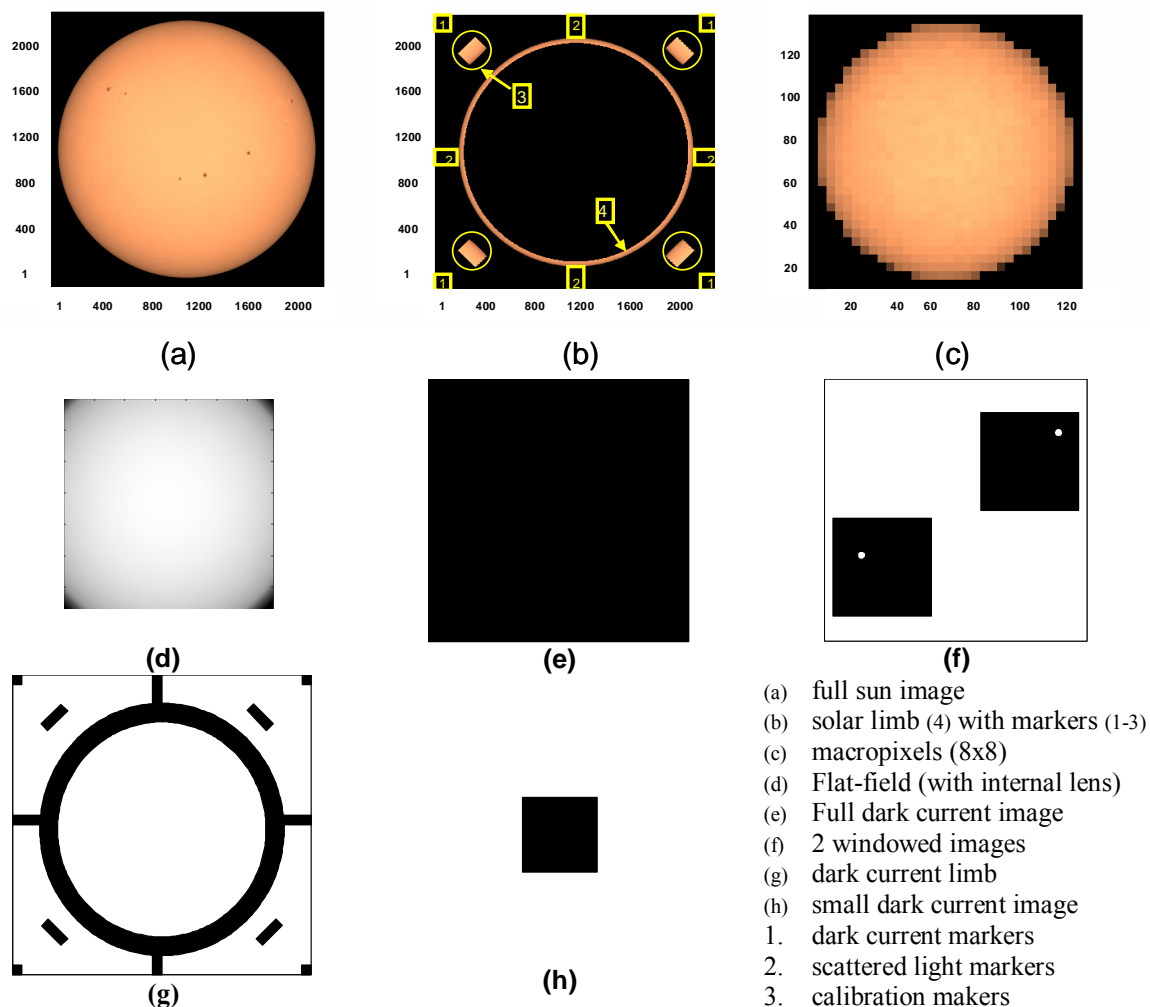 1 2 1
2000 2000 120
3
1600 1600 100
1200 1200 80
2 2
800 800 60
4
400 400 40
1 1 20
1 2 1
1 400 800 1200 1600 2000 1 400 800 1200 1600 2000 20 40 60 80 100 120
(a) (b) (c)
(d) (e) (f)
(a) full sun image
(b) solar limb (4) with markers (1-3)
(c) macropixels (8x8)
(d) Flat-field (with internal lens)
(e) Full dark current image
(f) 2 windowed images
(g) dark current limb
(h) small dark current image
1. dark current markers
2. scattered light markers
3. calibration makers
(g) (h)